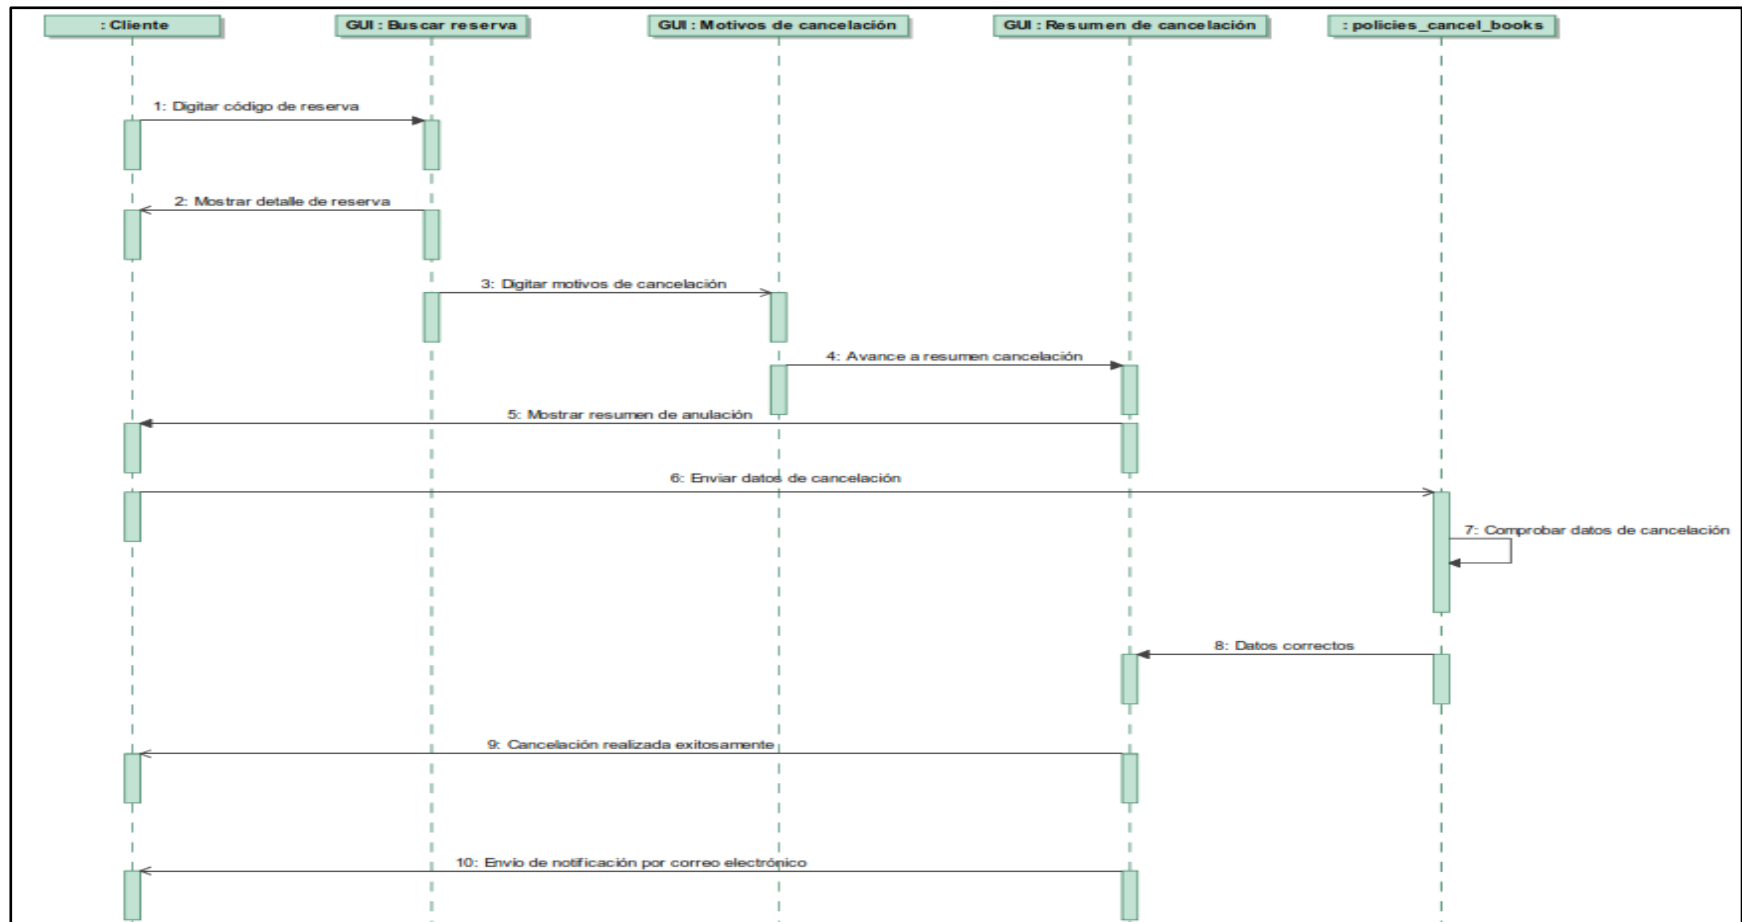 : Cliente
GUI : Buscar reserva
GUI : Motivos de cancelación
GUI : Resumen de cancelación
: policies_cancel_books
1: Digitar código de reserva
2: Mostrar detalle de reserva
3: Digitar motivos de cancelación
4: Avance a resumen cancelación
5: Mostrar resumen de anulación
6: Enviar datos de cancelación
7: Comprobar datos de cancelación
8: Datos correctos
9: Cancelación realizada exitosamente
10: Envío de notificación por correo electrónico